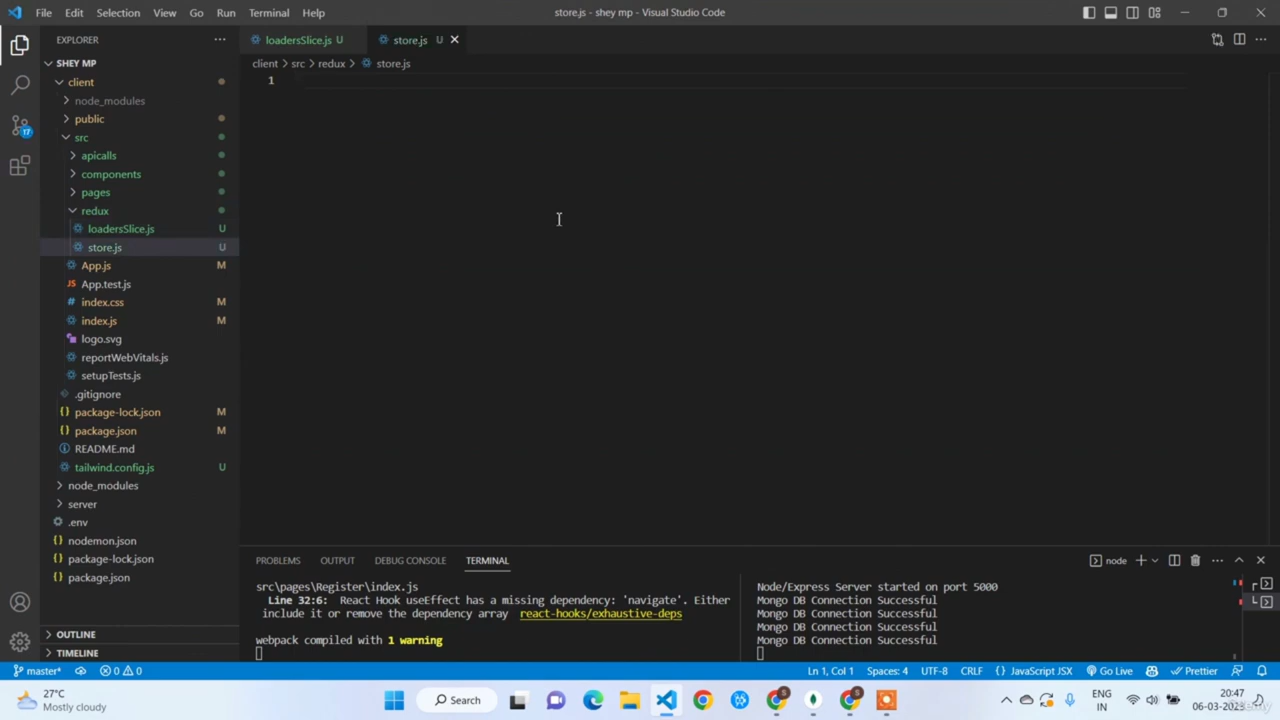 File Edit Selection View Go Run Terminal Help
store.js - shey mp - Visual Studio Code
EXPLORER
loadersSlice.js U
store.js U
SHEY MP
client > src > redux > store.js
client
1
node_modules
public
src
apicalls
components
pages
redux
loadersSlice.js U
store.js U
App.js M
JS App.test.js
# index.css M
index.js M
logo.svg
reportWebVitals.js
setupTests.js
.gitignore
{} package-lock.json M
{} package.json M
README.md
tailwind.config.js U
node_modules
server
.env
nodemon.json
package-lock.json
package.json
OUTLINE
TIMELINE
17
PROBLEMS OUTPUT DEBUG CONSOLE TERMINAL
node
src\pages\Register\index.js
Line 32:6: React Hook useEffect has a missing dependency: 'navigate'. Either
include it or remove the dependency array react-hooks/exhaustive-deps
webpack compiled with 1 warning
Node/Express Server started on port 5000
Mongo DB Connection Successful
Mongo DB Connection Successful
Mongo DB Connection Successful
Mongo DB Connection Successful
master* 0 0
Ln 1, Col 1 Spaces: 4 UTF-8 CRLF {} JavaScript JSX Go Live Prettier
27°C
Mostly cloudy
Search
ENG
IN
20:47
06-03-2023